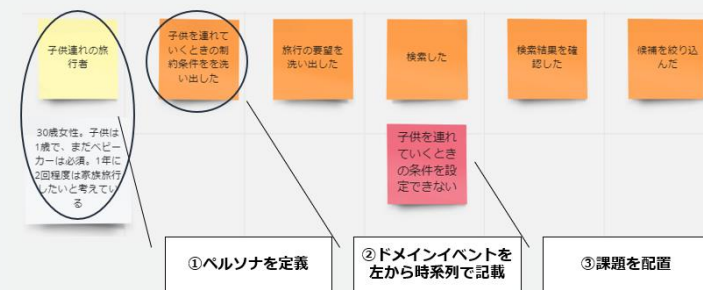 子供連れの旅
行者
子供を連れて
いくときの制
約条件をを洗
い出した
旅行の要望を
洗い出した
検索した
検索結果を確
認した
候補を絞り込
んだ
30歳女性。子供は
1歳で、まだベビー
カーは必須。1年に
2回程度は家族旅行
したいと考えてい
る
子供を連れ
ていくとき
の条件を設
定できない
①ペルソナを定義
②ドメインイベントを
左から時系列で記載
③課題を配置